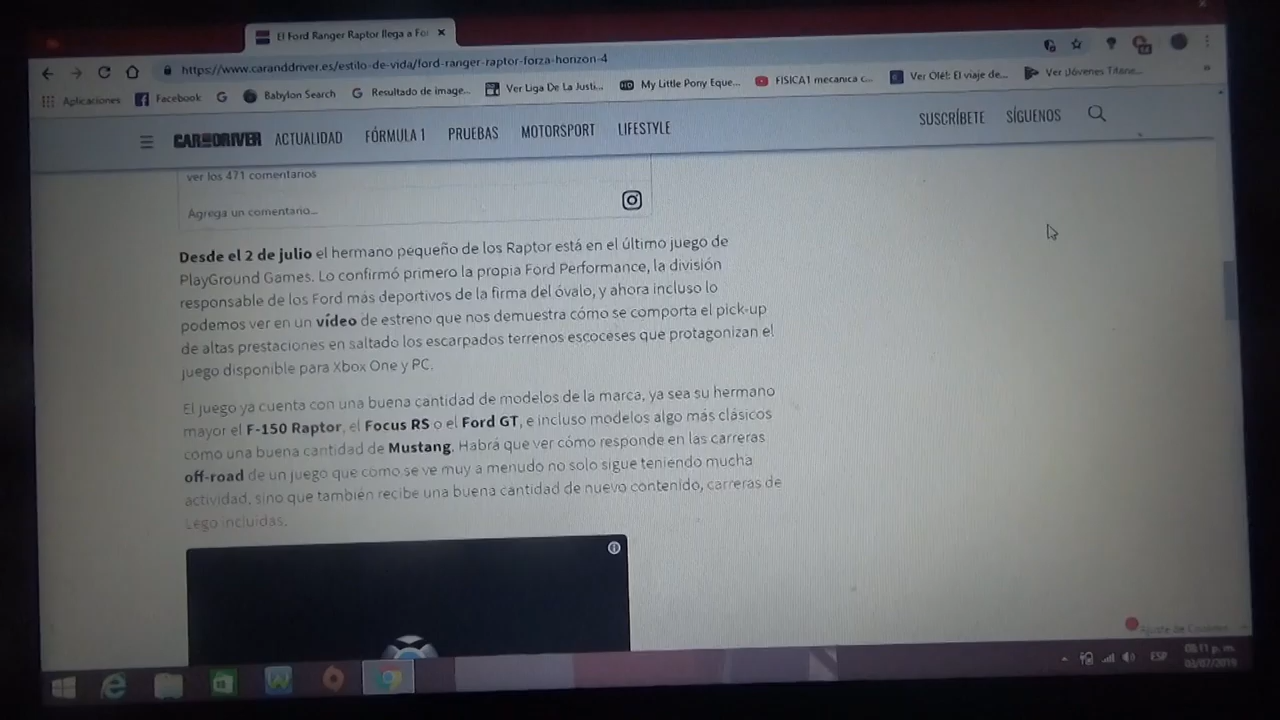 El Ford Ranger Raptor llega a Fo
https://www.caranddriver.es/estilo-de-vida/ford-ranger-raptor-forza-horizon-4
Aplicaciones Facebook Babylon Search Resultado de image... Ver Liga De La Justi... My Little Pony Eque... FISICA1 mecanica c... Ver Olé!: El viaje de... Ver ¡Jóvenes Titane...
CAR AND DRIVER ACTUALIDAD FÓRMULA 1 PRUEBAS MOTORSPORT LIFESTYLE SUSCRÍBETE SÍGUENOS
ver los 471 comentarios
Agrega un comentario...
Desde el 2 de julio el hermano pequeño de los Raptor está en el último juego de
PlayGround Games. Lo confirmó primero la propia Ford Performance, la división
responsable de los Ford más deportivos de la firma del óvalo, y ahora incluso lo
podemos ver en un vídeo de estreno que nos demuestra cómo se comporta el pick-up
de altas prestaciones en saltado los escarpados terrenos escoceses que protagonizan el
juego disponible para Xbox One y PC.
El juego ya cuenta con una buena cantidad de modelos de la marca, ya sea su hermano
mayor el F-150 Raptor, el Focus RS o el Ford GT, e incluso modelos algo más clásicos
como una buena cantidad de Mustang. Habrá que ver cómo responde en las carreras
off-road de un juego que como se ve muy a menudo no solo sigue teniendo mucha
actividad, sino que también recibe una buena cantidad de nuevo contenido, carreras de
Lego incluidas.
Ajuste de Cookies
ESP
08:11 p. m.
03/07/2019